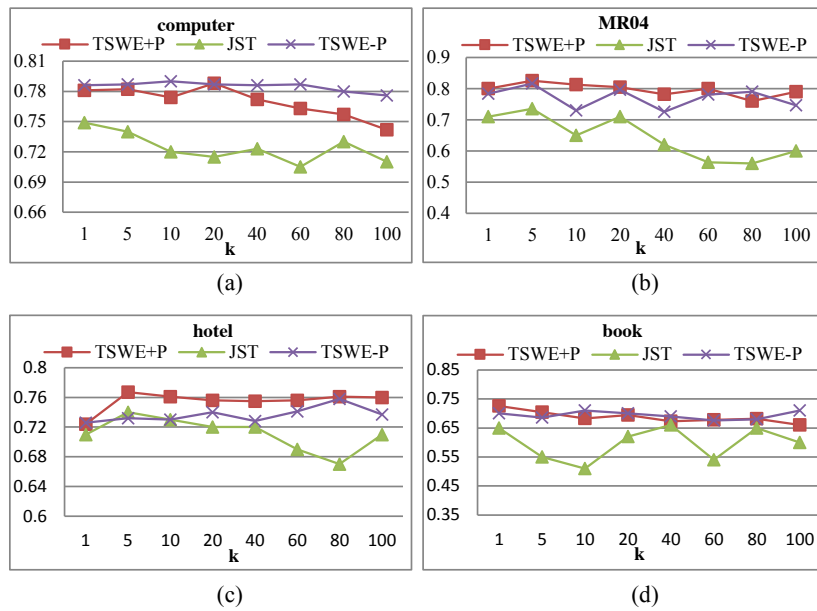 computer
TSWE+P JST TSWE-P
0.81
0.78
0.75
0.72
0.69
0.66
1 5 10 20 40 60 80 100
k
(a)
MR04
TSWE+P JST TSWE-P
0.9
0.8
0.7
0.6
0.5
0.4
1 5 10 20 40 60 80 100
k
(b)
hotel
TSWE+P JST TSWE-P
0.8
0.76
0.72
0.68
0.64
0.6
1 5 10 20 40 60 80 100
k
(c)
book
TSWE+P JST TSWE-P
0.85
0.75
0.65
0.55
0.45
0.35
1 5 10 20 40 60 80 100
k
(d)